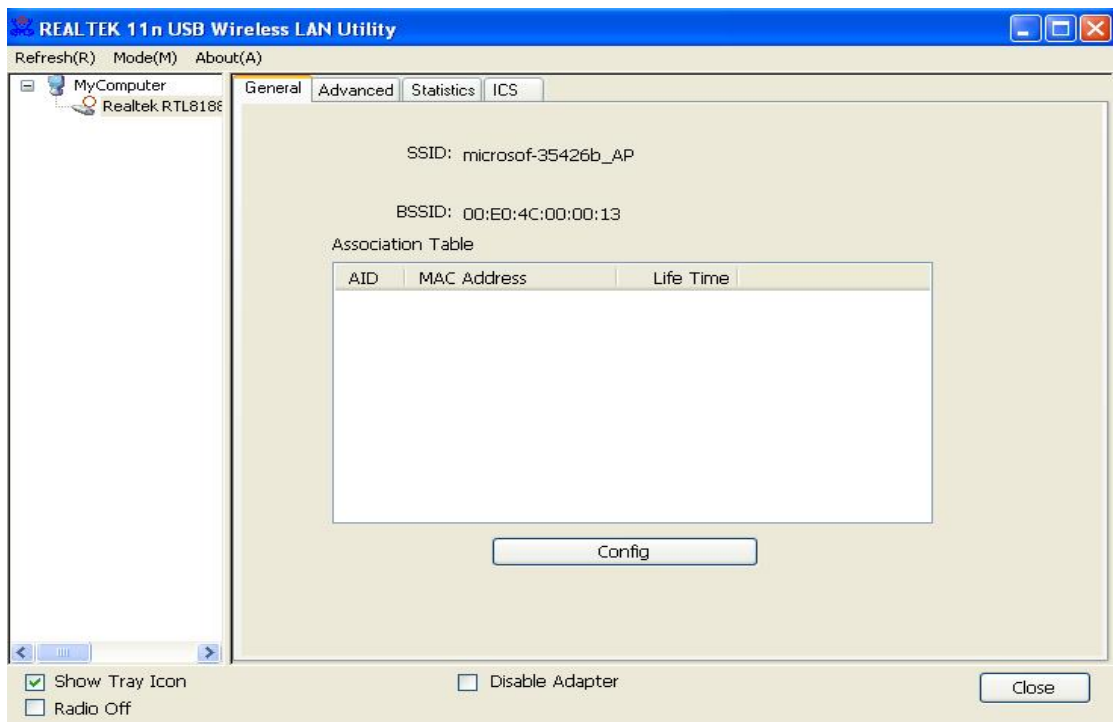 REALTEK 11n USB Wireless LAN Utility
Refresh(R) Mode(M) About(A)
MyComputer
Realtek RTL8188
General Advanced Statistics ICS
SSID: microsof-35426b_AP
BSSID: 00:E0:4C:00:00:13
Association Table
AID MAC Address Life Time
Config
Show Tray Icon
Radio Off
Disable Adapter
Close